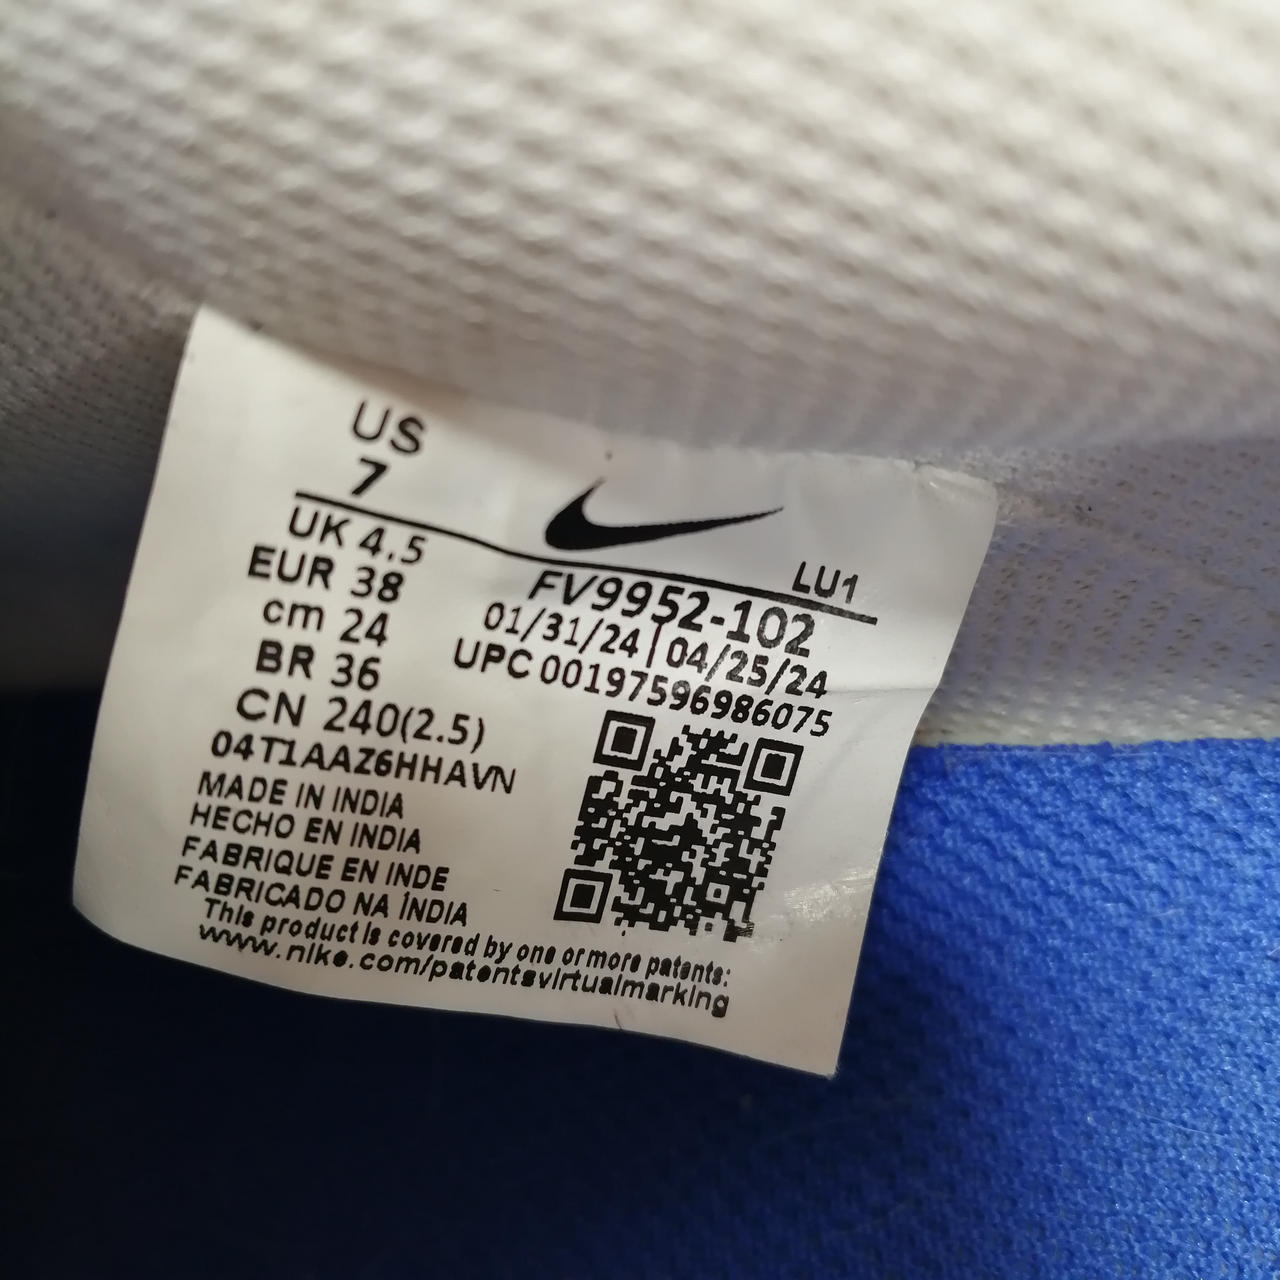 US
7
UK 4.5
EUR 38
cm 24
BR 36
CN 240(2.5)
04T1AAZ6HHAVN
MADE IN INDIA
HECHO EN INDIA
FABRIQUE EN INDE
FABRICADO NA ÍNDIA
LU1
FV9952-102
01/31/24 | 04/25/24
UPC 00197596986075
This product is covered by one or more patents:
www.nike.com/patentsvirtualmarking